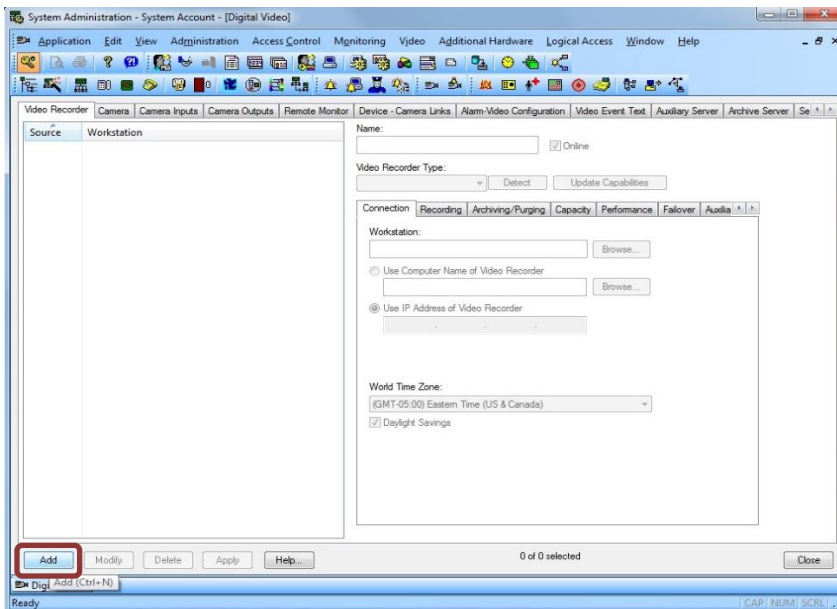 System Administration - System Account - [Digital Video]
Application Edit View Administration Access Control Monitoring Video Additional Hardware Logical Access Window Help
Video Recorder Camera Camera Inputs Camera Outputs Remote Monitor Device - Camera Links Alarm-Video Configuration Video Event Text Auxiliary Server Archive Server Se
Source Workstation
Name:
Online
Video Recorder Type:
Detect Update Capabilities
Connection Recording Archiving/Purging Capacity Performance Failover Auxilia
Workstation:
Browse...
Use Computer Name of Video Recorder
Browse...
Use IP Address of Video Recorder
World Time Zone:
(GMT-05:00) Eastern Time (US & Canada)
Daylight Savings
Add Modify Delete Apply Help... 0 of 0 selected Close
Digi Add (Ctrl+N)
Ready CAP NUM SCRL